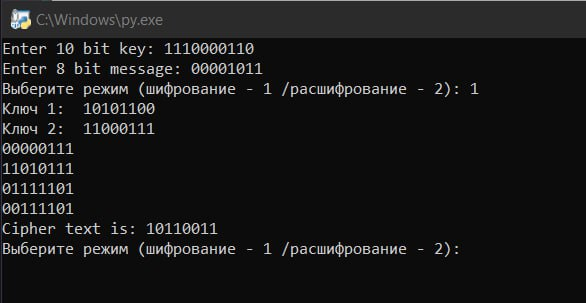 C:\Windows\py.exe
Enter 10 bit key: 1110000110
Enter 8 bit message: 00001011
Выберите режим (шифрование - 1 /расшифрование - 2): 1
Ключ 1:  10101100
Ключ 2:  11000111
00000111
11010111
01111101
00111101
Cipher text is: 10110011
Выберите режим (шифрование - 1 /расшифрование - 2):